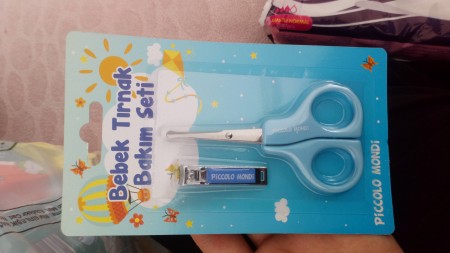 Bebek Tırnak
Bakım Seti
PICCOLO MONDI
PICCOLO MONDI